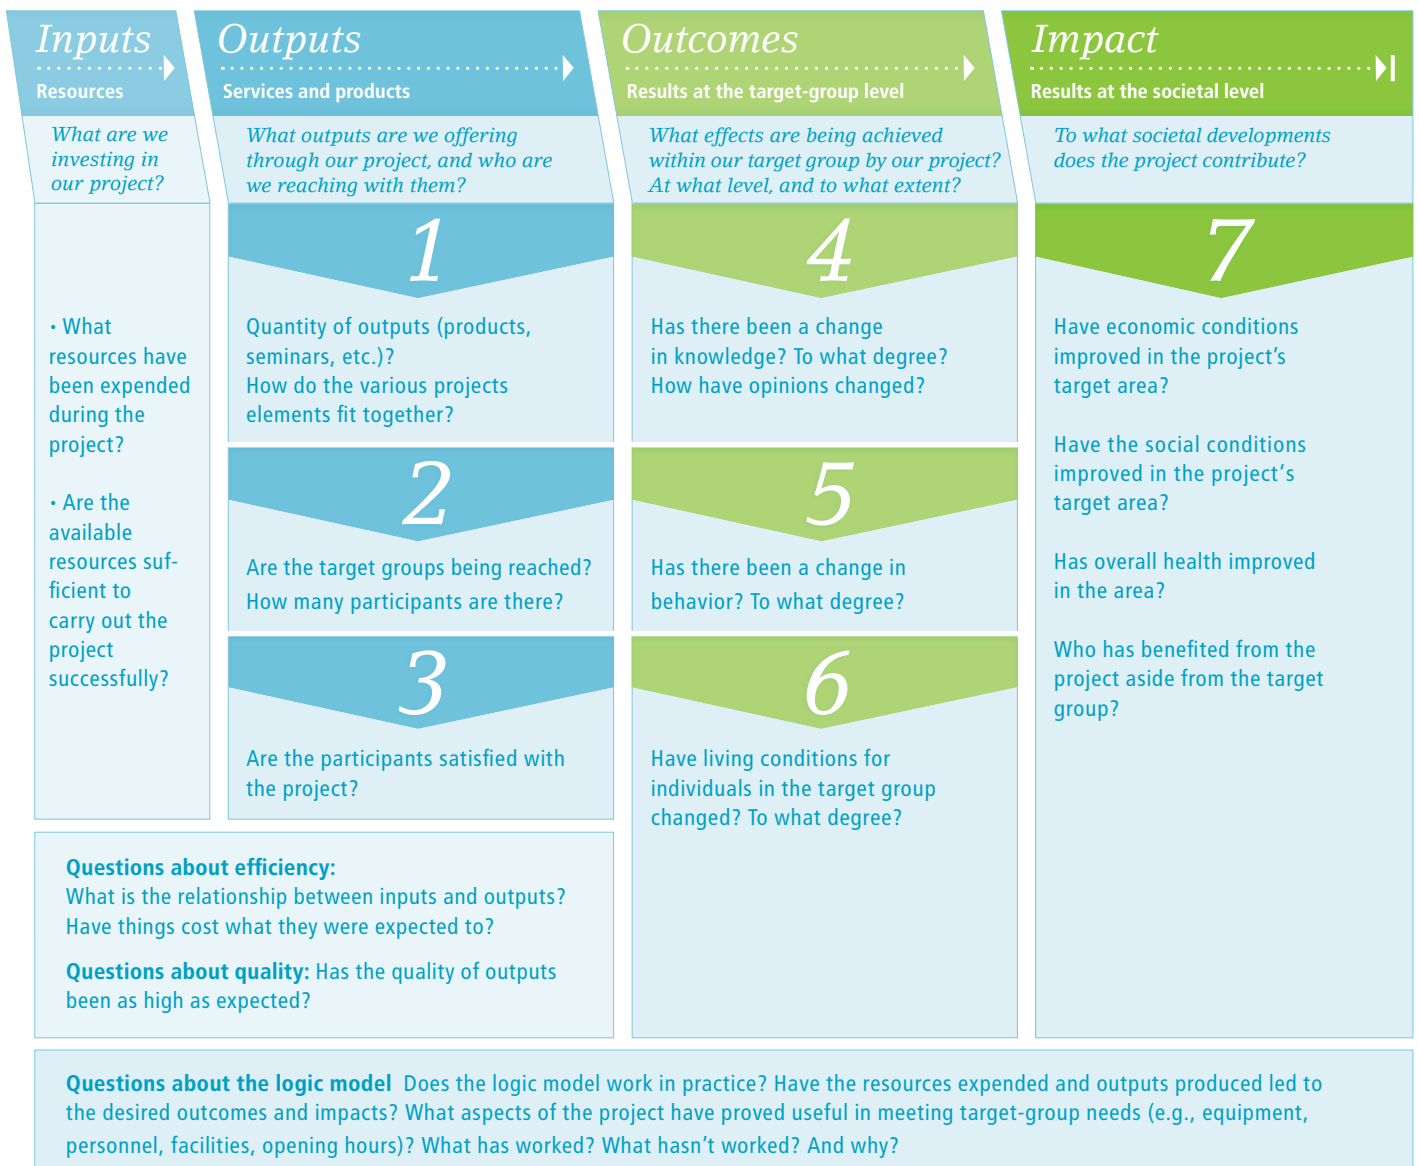 Inputs
Resources
What are we
investing in
our project?
• What
resources have
been expended
during the
project?
• Are the
available
resources suf-
ficient to
carry out the
project
successfully?
Outputs
Services and products
What outputs are we offering
through our project, and who are
we reaching with them?
1
Quantity of outputs (products,
seminars, etc.)?
How do the various projects
elements fit together?
2
Are the target groups being reached?
How many participants are there?
3
Are the participants satisfied with
the project?
Questions about efficiency:
What is the relationship between inputs and outputs?
Have things cost what they were expected to?
Questions about quality: Has the quality of outputs
been as high as expected?
Outcomes
Results at the target-group level
What effects are being achieved
within our target group by our project?
At what level, and to what extent?
4
Has there been a change
in knowledge? To what degree?
How have opinions changed?
5
Has there been a change in
behavior? To what degree?
6
Have living conditions for
individuals in the target group
changed? To what degree?
Impact
Results at the societal level
To what societal developments
does the project contribute?
7
Have economic conditions
improved in the project's
target area?
Have the social conditions
improved in the project's
target area?
Has overall health improved
in the area?
Who has benefited from the
project aside from the target
group?
Questions about the logic model Does the logic model work in practice? Have the resources expended and outputs produced led to
the desired outcomes and impacts? What aspects of the project have proved useful in meeting target-group needs (e.g., equipment,
personnel, facilities, opening hours)? What has worked? What hasn't worked? And why?